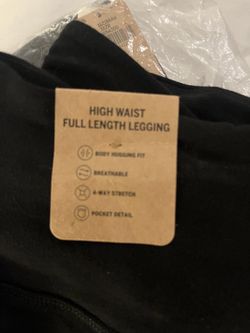 HIGH WAIST
FULL LENGTH LEGGING
BODY HUGGING FIT
BREATHABLE
4-WAY STRETCH
POCKET DETAIL